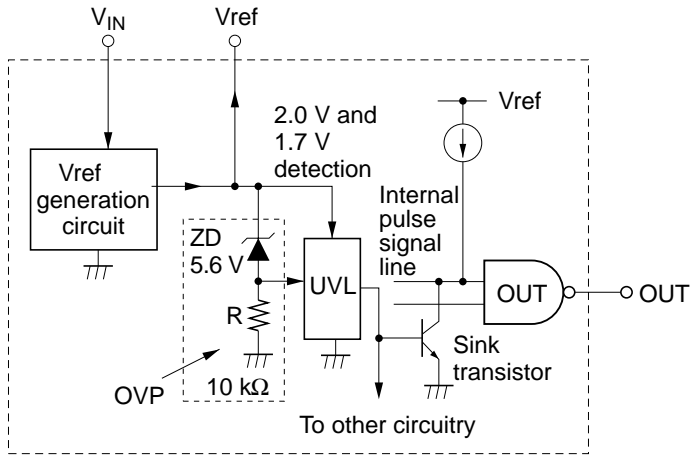 V_IN
Vref
2.0 V and
1.7 V
detection
Vref
Vref
generation
circuit
Internal
pulse
signal
line
ZD
5.6 V
UVL
OUT
OUT
R
Sink
transistor
OVP
10 kΩ
To other circuitry